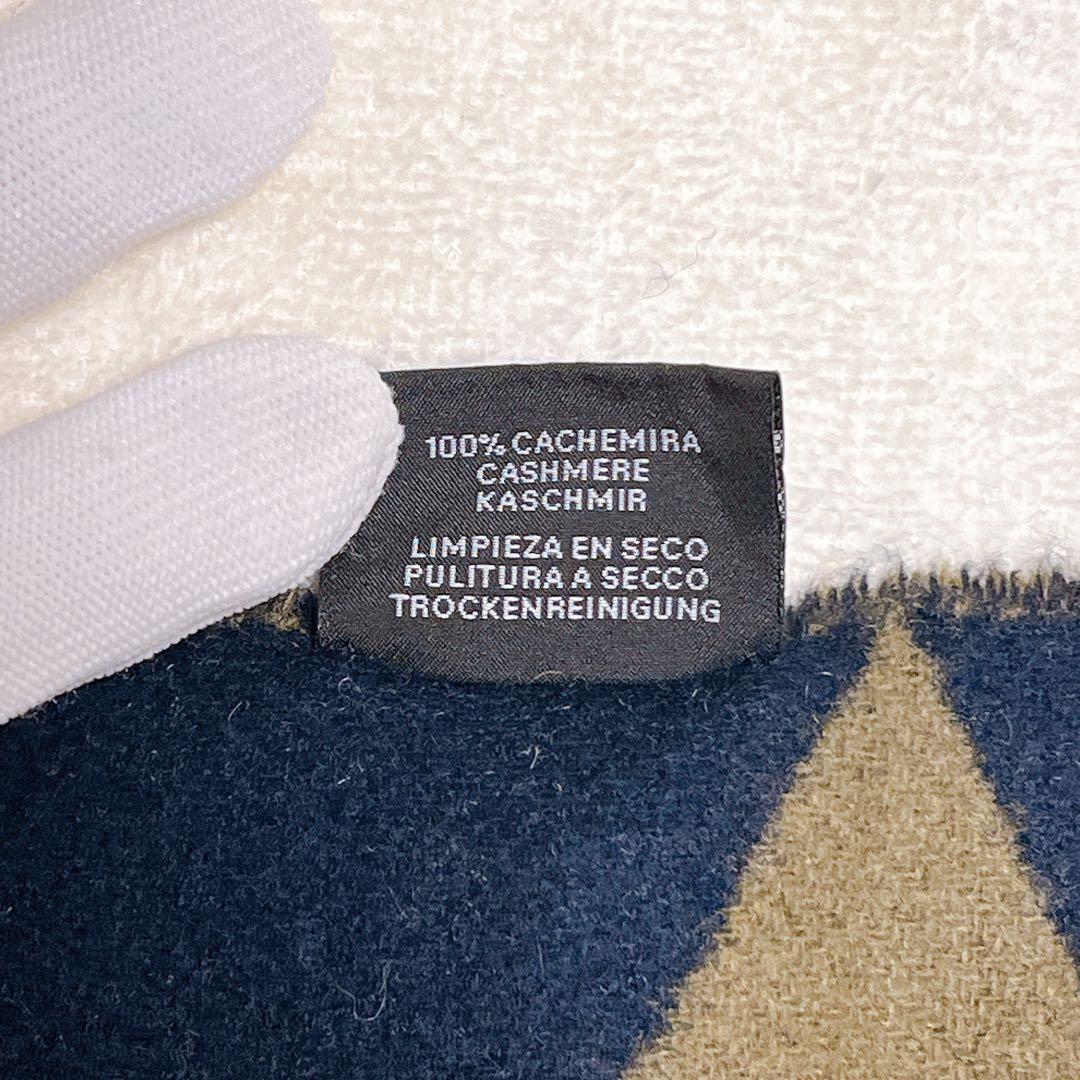 100% CACHEMIRA
CASHMERE
KASCHMIR
LIMPIEZA EN SECO
PULITURA A SECCO
TROCKENREINIGUNG